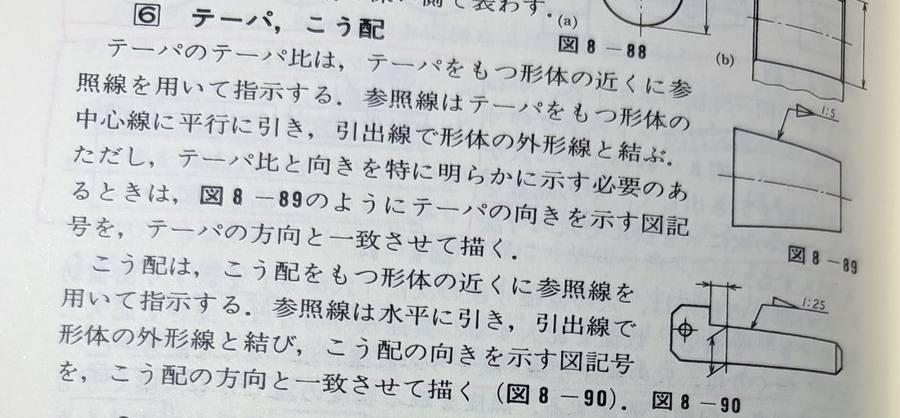 側で表わす.
(a)
図8-88
(b)
6 テーパ，こう配
テーパのテーパ比は，テーパをもつ形体の近くに参
照線を用いて指示する．参照線はテーパをもつ形体の
中心線に平行に引き，引出線で形体の外形線と結ぶ．
ただし，テーパ比と向きを特に明らかに示す必要のあ
るときは，図8-89のようにテーパの向きを示す図記
号を，テーパの方向と一致させて描く．
1:5
図8-89
こう配は，こう配をもつ形体の近くに参照線を
用いて指示する．参照線は水平に引き，引出線で
形体の外形線と結び，こう配の向きを示す図記号
を，こう配の方向と一致させて描く（図8-90）．
1:25
図8-90